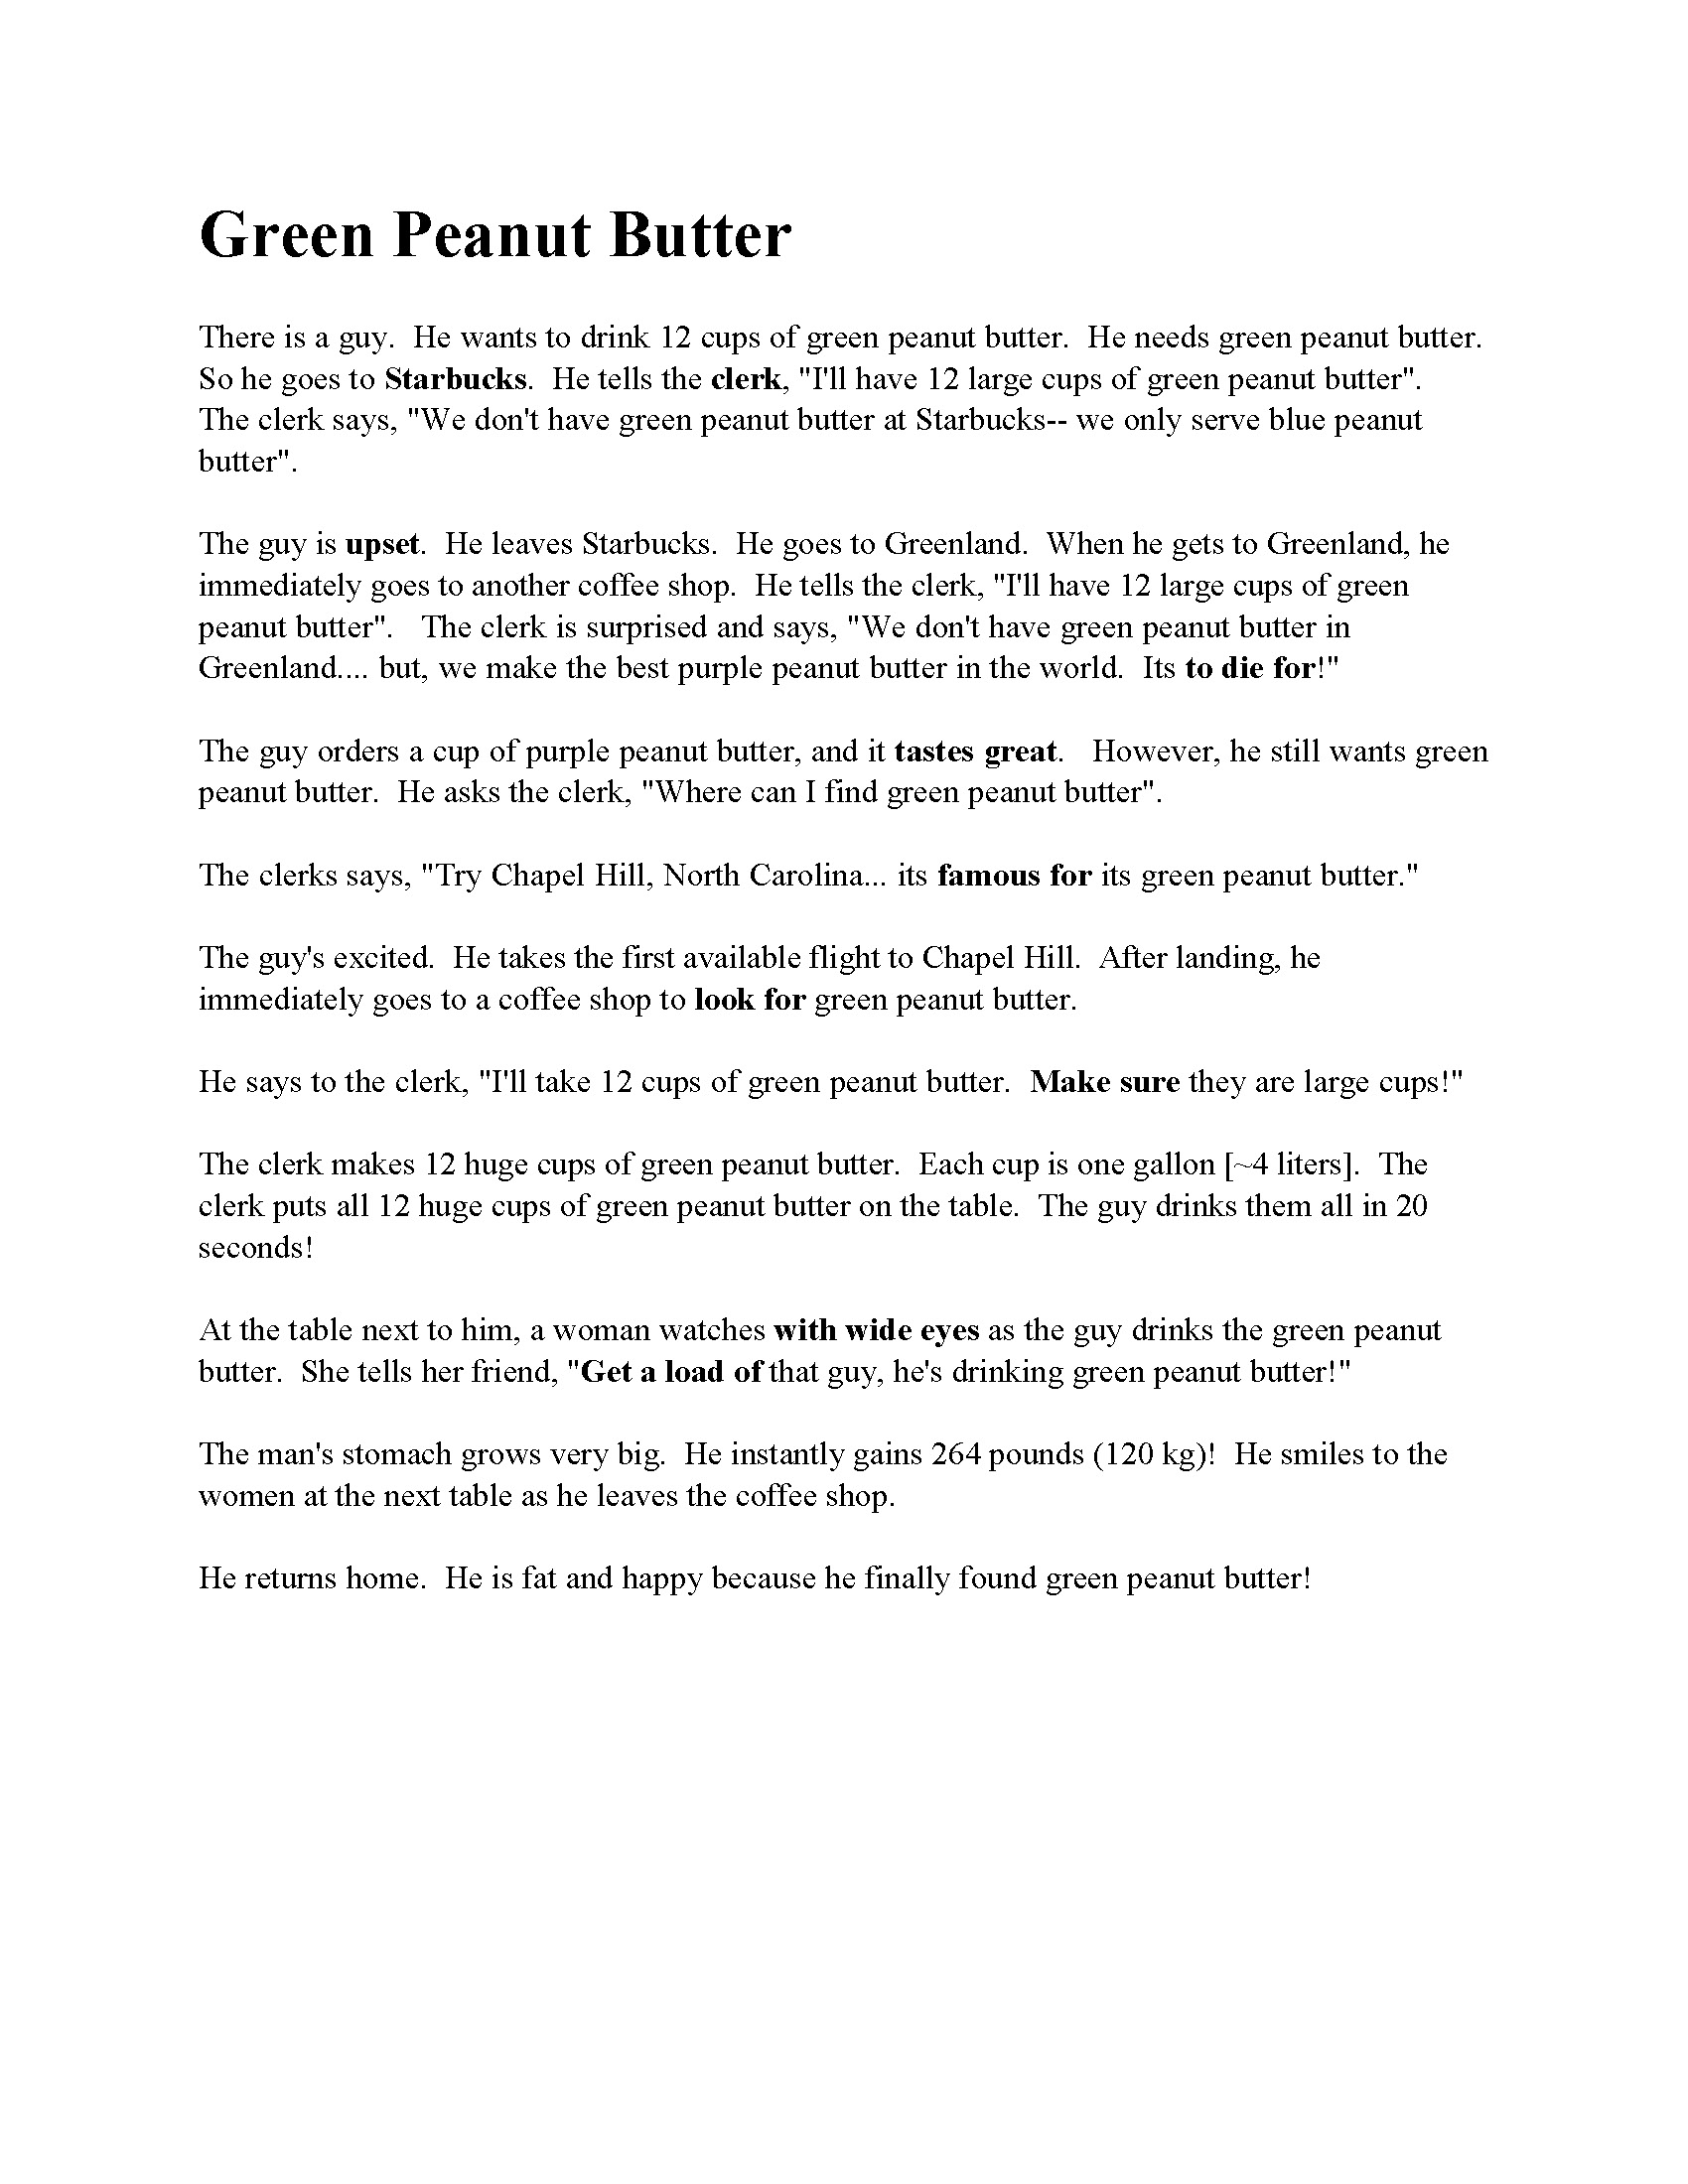 Green Peanut Butter
There is a guy.  He wants to drink 12 cups of green peanut butter.  He needs green peanut butter.
So he goes to Starbucks.  He tells the clerk, "I'll have 12 large cups of green peanut butter".
The clerk says, "We don't have green peanut butter at Starbucks-- we only serve blue peanut
butter".
The guy is upset.  He leaves Starbucks.  He goes to Greenland.  When he gets to Greenland, he
immediately goes to another coffee shop.  He tells the clerk, "I'll have 12 large cups of green
peanut butter".   The clerk is surprised and says, "We don't have green peanut butter in
Greenland.... but, we make the best purple peanut butter in the world.  Its to die for!"
The guy orders a cup of purple peanut butter, and it tastes great.   However, he still wants green
peanut butter.  He asks the clerk, "Where can I find green peanut butter".
The clerks says, "Try Chapel Hill, North Carolina... its famous for its green peanut butter."
The guy's excited.  He takes the first available flight to Chapel Hill.  After landing, he
immediately goes to a coffee shop to look for green peanut butter.
He says to the clerk, "I'll take 12 cups of green peanut butter.  Make sure they are large cups!"
The clerk makes 12 huge cups of green peanut butter.  Each cup is one gallon [~4 liters].  The
clerk puts all 12 huge cups of green peanut butter on the table.  The guy drinks them all in 20
seconds!
At the table next to him, a woman watches with wide eyes as the guy drinks the green peanut
butter.  She tells her friend, "Get a load of that guy, he's drinking green peanut butter!"
The man's stomach grows very big.  He instantly gains 264 pounds (120 kg)!  He smiles to the
women at the next table as he leaves the coffee shop.
He returns home.  He is fat and happy because he finally found green peanut butter!